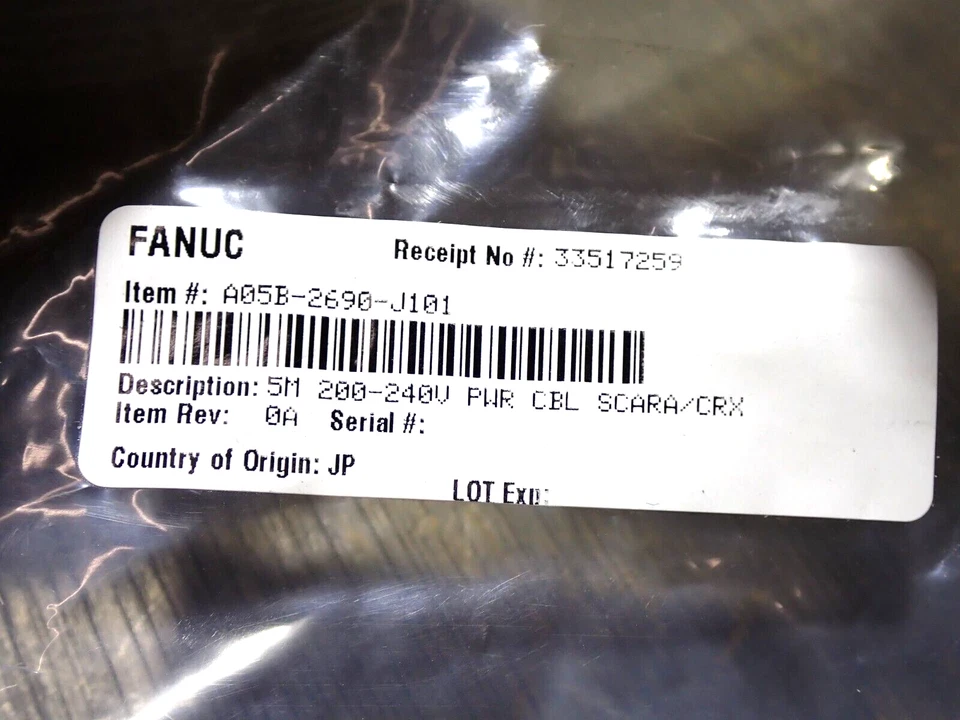 FANUC Receipt No #: 33517259
Item #: A05B-2690-J101
Description: 5M 200-240V PWR CBL SCARA/CRX
Item Rev: 0A Serial #:
Country of Origin: JP
LOT Exp: